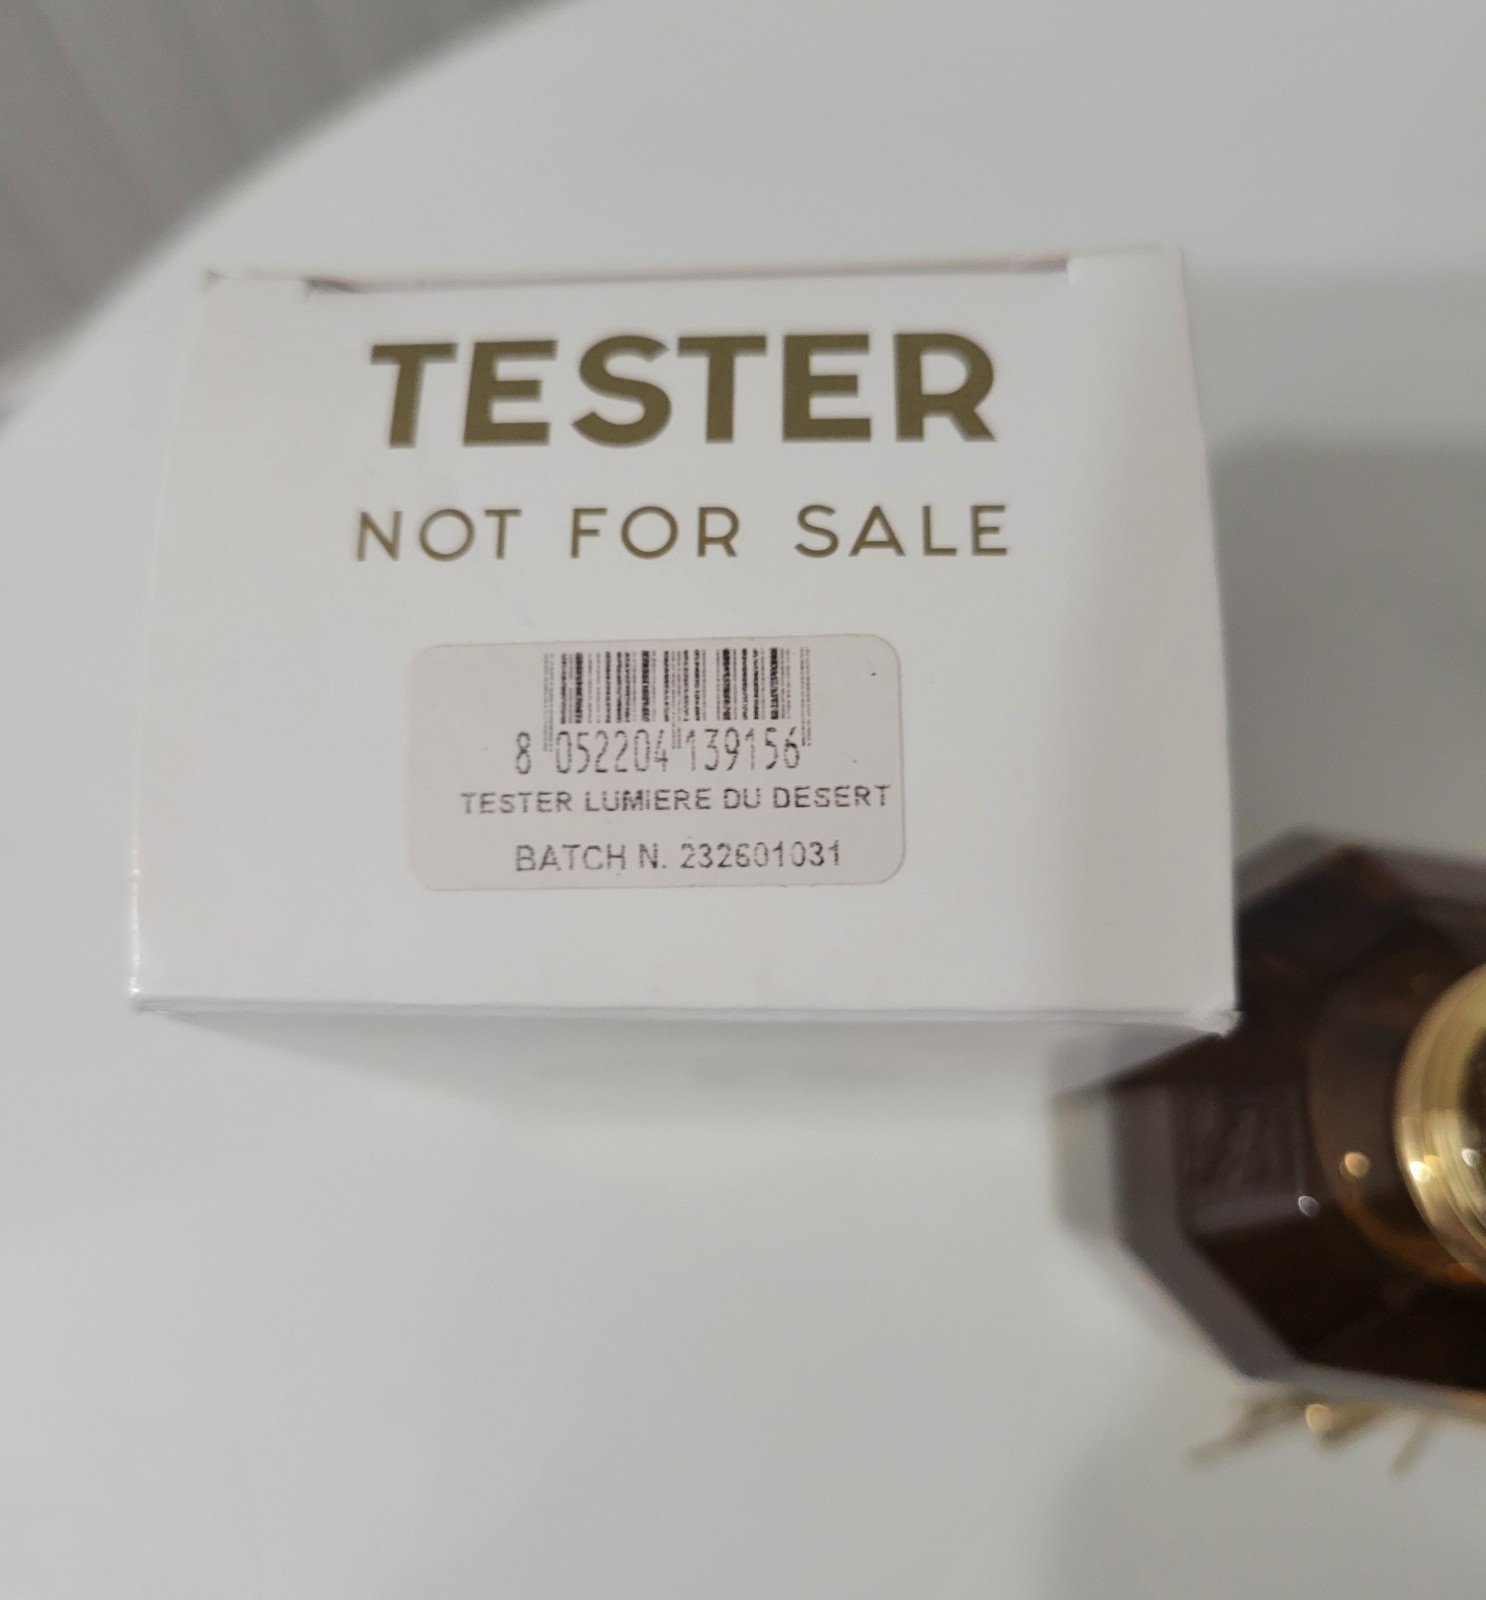 TESTER
NOT FOR SALE
8 052204 139156
TESTER LUMIERE DU DESERT
BATCH N. 232601031